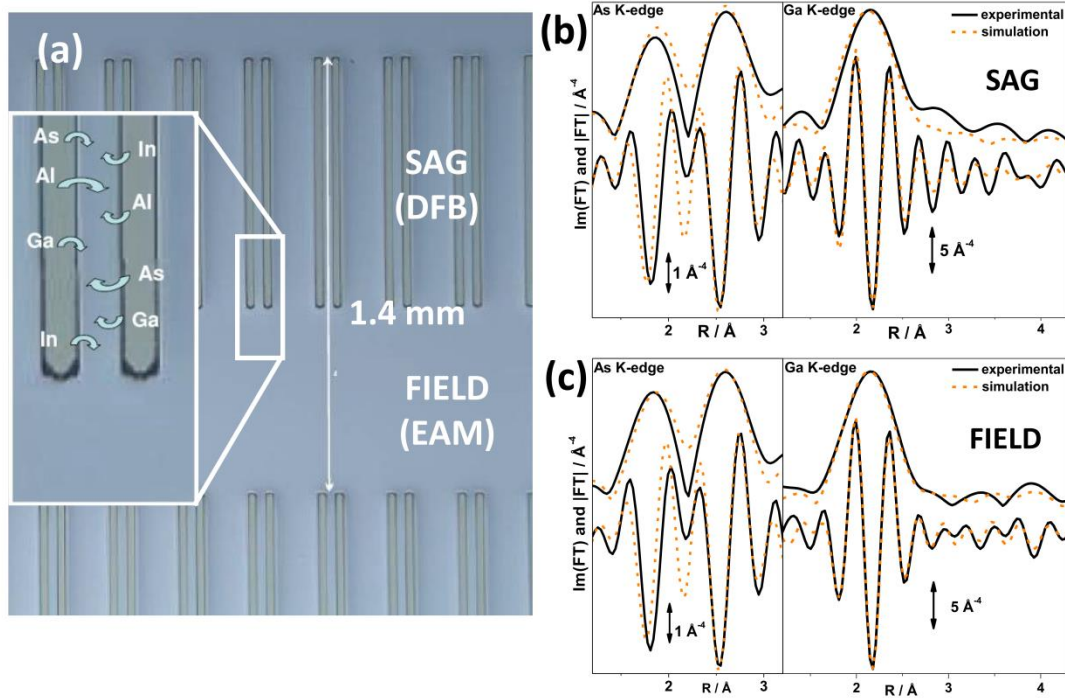 (a)
As
In
Al
Al
Ga
As
Ga
In
SAG
(DFB)
1.4 mm
FIELD
(EAM)
(b)
As K-edge
Ga K-edge
experimental
simulation
SAG
Im(FT) and |FT| / Å-4
1 Å-4
5 Å-4
2
3
2
3
4
R / Å
R / Å
(c)
As K-edge
Ga K-edge
experimental
simulation
FIELD
Im(FT) and |FT| / Å-4
1 Å-4
5 Å-4
2
3
2
3
4
R / Å
R / Å